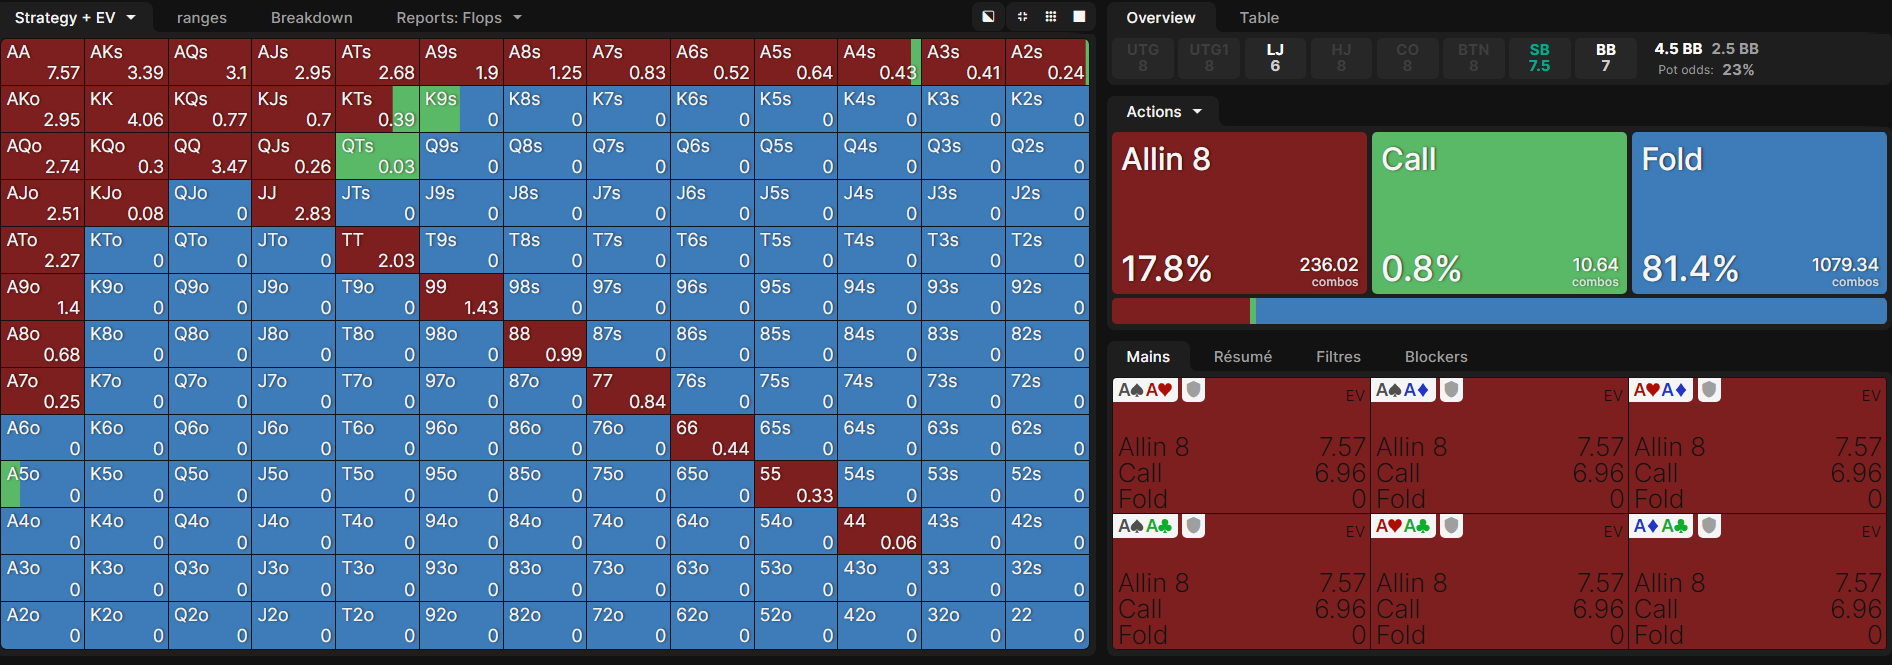 Strategy + EV ranges Breakdown Reports: Flops
AA AKs AQs AJs ATs A9s A8s A7s A6s A5s A4s A3s A2s
7.57 3.39 3.1 2.95 2.68 1.9 1.25 0.83 0.52 0.64 0.43 0.41 0.24
AKo KK KQs KJs KTs K9s K8s K7s K6s K5s K4s K3s K2s
2.95 4.06 0.77 0.7 0.39 0 0 0 0 0 0 0 0
AQo KQo QQ QJs QTs Q9s Q8s Q7s Q6s Q5s Q4s Q3s Q2s
2.74 0.3 3.47 0.26 0.03 0 0 0 0 0 0 0 0
AJo KJo QJo JJ JTs J9s J8s J7s J6s J5s J4s J3s J2s
2.51 0.08 0 2.83 0 0 0 0 0 0 0 0 0
ATo KTo QTo JTo TT T9s T8s T7s T6s T5s T4s T3s T2s
2.27 0 0 0 2.03 0 0 0 0 0 0 0 0
A9o K9o Q9o J9o T9o 99 98s 97s 96s 95s 94s 93s 92s
1.4 0 0 0 0 1.43 0 0 0 0 0 0 0
A8o K8o Q8o J8o T8o 98o 88 87s 86s 85s 84s 83s 82s
0.68 0 0 0 0 0 0.99 0 0 0 0 0 0
A7o K7o Q7o J7o T7o 97o 87o 77 76s 75s 74s 73s 72s
0.25 0 0 0 0 0 0 0.84 0 0 0 0 0
A6o K6o Q6o J6o T6o 96o 86o 76o 66 65s 64s 63s 62s
0 0 0 0 0 0 0 0 0.44 0 0 0 0
A5o K5o Q5o J5o T5o 95o 85o 75o 65o 55 54s 53s 52s
0 0 0 0 0 0 0 0 0 0.33 0 0 0
A4o K4o Q4o J4o T4o 94o 84o 74o 64o 54o 44 43s 42s
0 0 0 0 0 0 0 0 0 0 0.06 0 0
A3o K3o Q3o J3o T3o 93o 83o 73o 63o 53o 43o 33 32s
0 0 0 0 0 0 0 0 0 0 0 0 0
A2o K2o Q2o J2o T2o 92o 82o 72o 62o 52o 42o 32o 22
0 0 0 0 0 0 0 0 0 0 0 0 0
Overview Table
UTG UTG1 LJ HJ CO BTN SB BB 4.5 BB 2.5 BB
8 8 6 8 8 8 7.5 7 Pot odds: 23%
Actions
Allin 8 Call Fold
17.8% 236.02 combos 0.8% 10.64 combos 81.4% 1079.34 combos
Mains Résumé Filtres Blockers
A♠A♥ EV A♠A♦ EV A♥A♦ EV
Allin 8 7.57 Allin 8 7.57 Allin 8 7.57
Call 6.96 Call 6.96 Call 6.96
Fold 0 Fold 0 Fold 0
A♠A♣ EV A♥A♣ EV A♦A♣ EV
Allin 8 7.57 Allin 8 7.57 Allin 8 7.57
Call 6.96 Call 6.96 Call 6.96
Fold 0 Fold 0 Fold 0